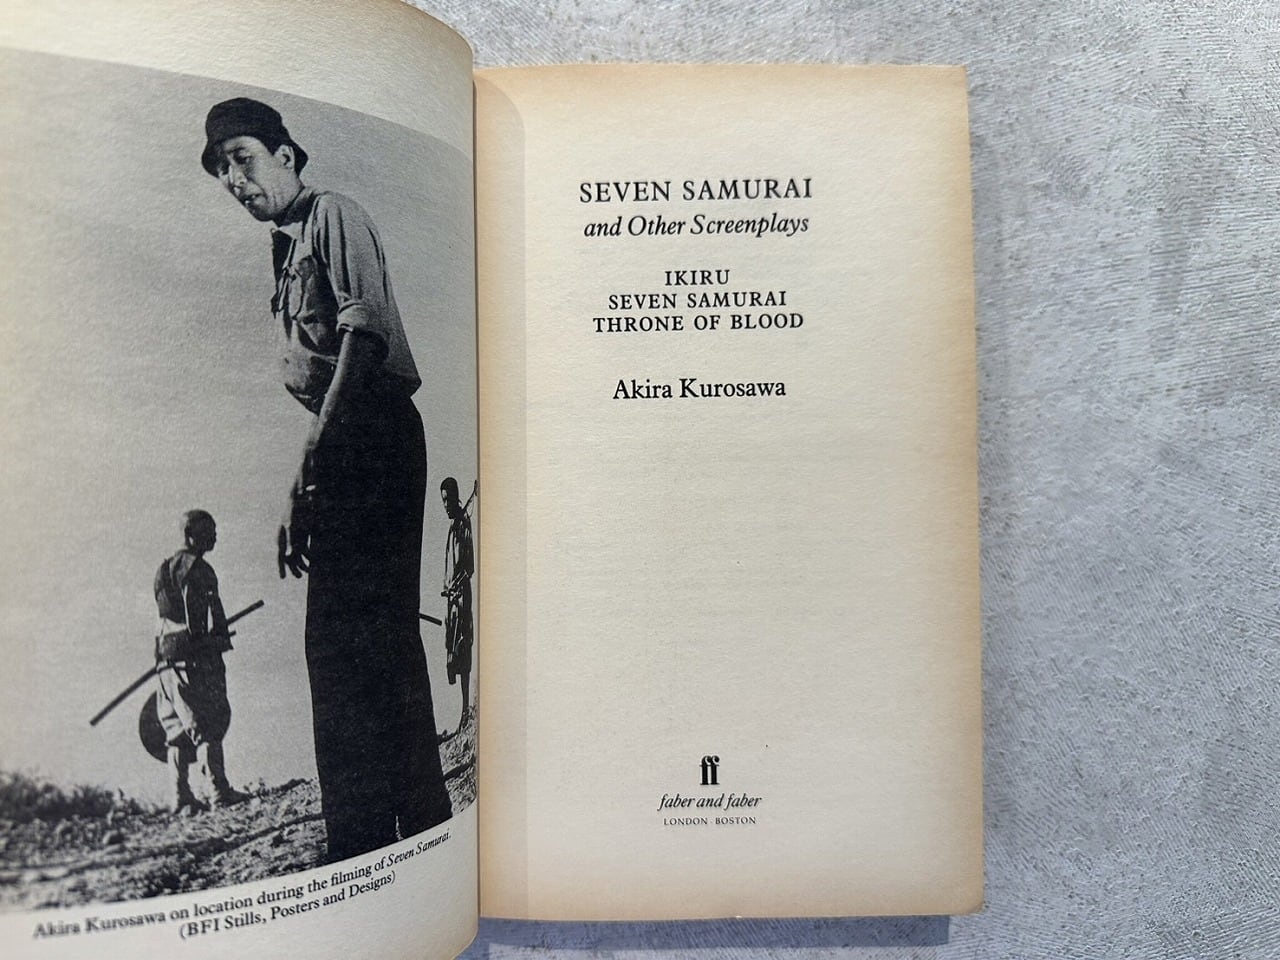 Akira Kurosawa on location during the filming of Seven Samurai.
(BFI Stills, Posters and Designs)
SEVEN SAMURAI
and Other Screenplays
IKIRU
SEVEN SAMURAI
THRONE OF BLOOD
Akira Kurosawa
ff
faber and faber
LONDON · BOSTON